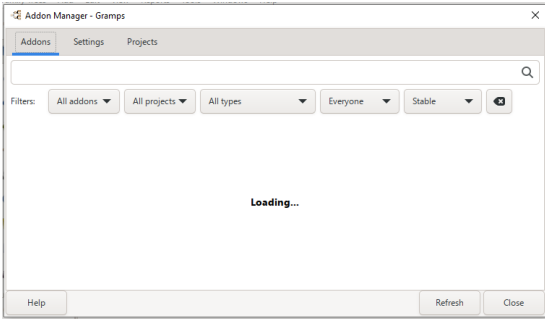 Addon Manager - Gramps
Addons Settings Projects
Filters: All addons All projects All types Everyone Stable
Loading...
Help Refresh Close